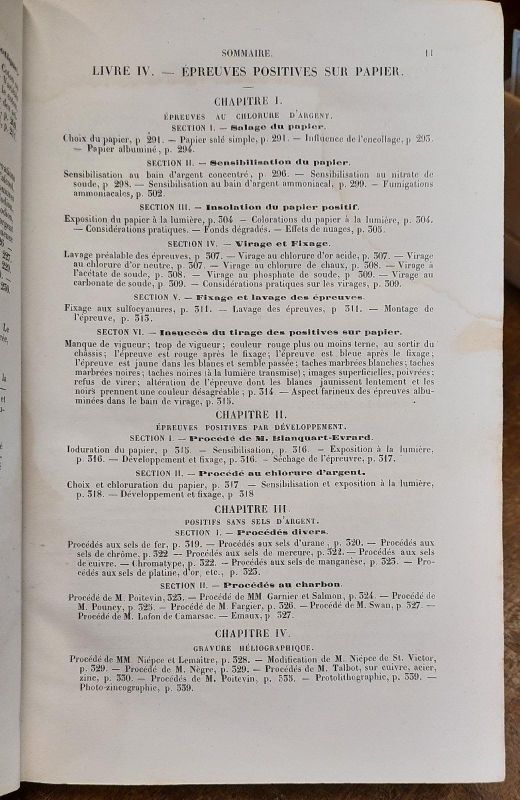 SOMMAIRE. 11
LIVRE IV. — ÉPREUVES POSITIVES SUR PAPIER.
CHAPITRE I.
ÉPREUVES AU CHLORURE D'ARGENT.
SECTION I. — Salage du papier.
Choix du papier, p 291. — Papier salé simple, p. 291. — Influence de l'encollage, p 293.
— Papier albuminé, p. 294.
SECTION II. — Sensibilisation du papier.
Sensibilisation au bain d'argent concentré, p 296. — Sensibilisation au nitrate de
soude, p 298. — Sensibilisation au bain d'argent ammoniacal, p. 299. — Fumigations
ammoniacales, p. 302.
SECTION III. — Insolation du papier positif.
Exposition du papier à la lumière, p. 304 — Colorations du papier à la lumière, p. 304.
— Considérations pratiques. — Fonds dégradés. — Effets de nuages, p. 305.
SECTION IV. — Virage et Fixage.
Lavage préalable des épreuves, p 307. — Virage au chlorure d'or acide, p. 307. — Virage
au chlorure d'or neutre, p. 307. — Virage au chlorure de chaux, p. 308. — Virage à
l'acétate de soude, p. 308. — Virage au phosphate de soude, p. 309. — Virage au
carbonate de soude, p. 309. — Considérations pratiques sur les virages, p. 309.
SECTION V. — Fixage et lavage des épreuves.
Fixage aux sulfocyanures, p. 311. — Lavage des épreuves, p 311. — Montage de
l'épreuve, p. 313.
SECTION VI. — Insuccès du tirage des positives sur papier.
Manque de vigueur; trop de vigueur; couleur rouge plus ou moins terne, au sortir du
châssis; l'épreuve est rouge après le fixage; l'épreuve est bleue après le fixage;
l'épreuve est jaune dans les blancs et semble passée; taches marbrées blanches; taches
marbrées noires; taches noires (à la lumière transmise); images superficielles, poivrées;
refus de virer; altération de l'épreuve dont les blancs jaunissent lentement et les
noirs prennent une couleur désagréable; p. 314 — Aspect farineux des épreuves albu-
minées dans le bain de virage, p. 315.
CHAPITRE II.
ÉPREUVES POSITIVES PAR DÉVELOPPEMENT.
SECTION I. — Procédé de M. Blanquart-Evrard.
Ioduration du papier, p 315. — Sensibilisation, p. 316. — Exposition à la lumière,
p. 316. — Développement et fixage, p. 316. — Séchage de l'épreuvre, p. 317.
SECTION II. — Procédé au chlorure d'argent.
Choix et chloruration du papier, p. 317 — Sensibilisation et exposition à la lumière,
p. 318. — Développement et fixage, p 318
CHAPITRE III
POSITIFS SANS SELS D'ARGENT.
SECTION I. — Procédés divers.
Procédés aux sels de fer, p. 319. — Procédés aux sels d'urane, p. 320. — Procédés aux
sels de chrôme. p. 322 — Procédés aux sels de mercure, p. 322. — Procédés aux sels
de cuivre. — Chromatype, p. 322. — Procédés aux sels de manganèse, p. 323. — Pro-
cédés aux sels de platine, d'or, etc., p. 323.
SECTION II. — Procédés au charbon.
Procédé de M. Poitevin, 323. — Procédé de MM Garnier et Salmon, p. 324. — Procédé de
M. Pouncy, p. 325. — Procédé de M. Fargier, p. 326. — Procédé de M. Swan, p 327. —
Procédé de M. Lafon de Camarsac. — Emaux, p 327.
CHAPITRE IV.
GRAVURE HÉLIOGRAPHIQUE.
Procédé de MM Niépce et Lemaître, p. 328. — Modification de M. Niépce de St. Victor,
p. 329. — Procédé de M. Nègre, p. 329. — Procédés de M. Talbot, sur cuivre, acier,
zinc, p. 330. — Procédés de M. Poitevin, p. 333. — Protolithographie, p. 339. —
Photo-zincographie, p. 339.